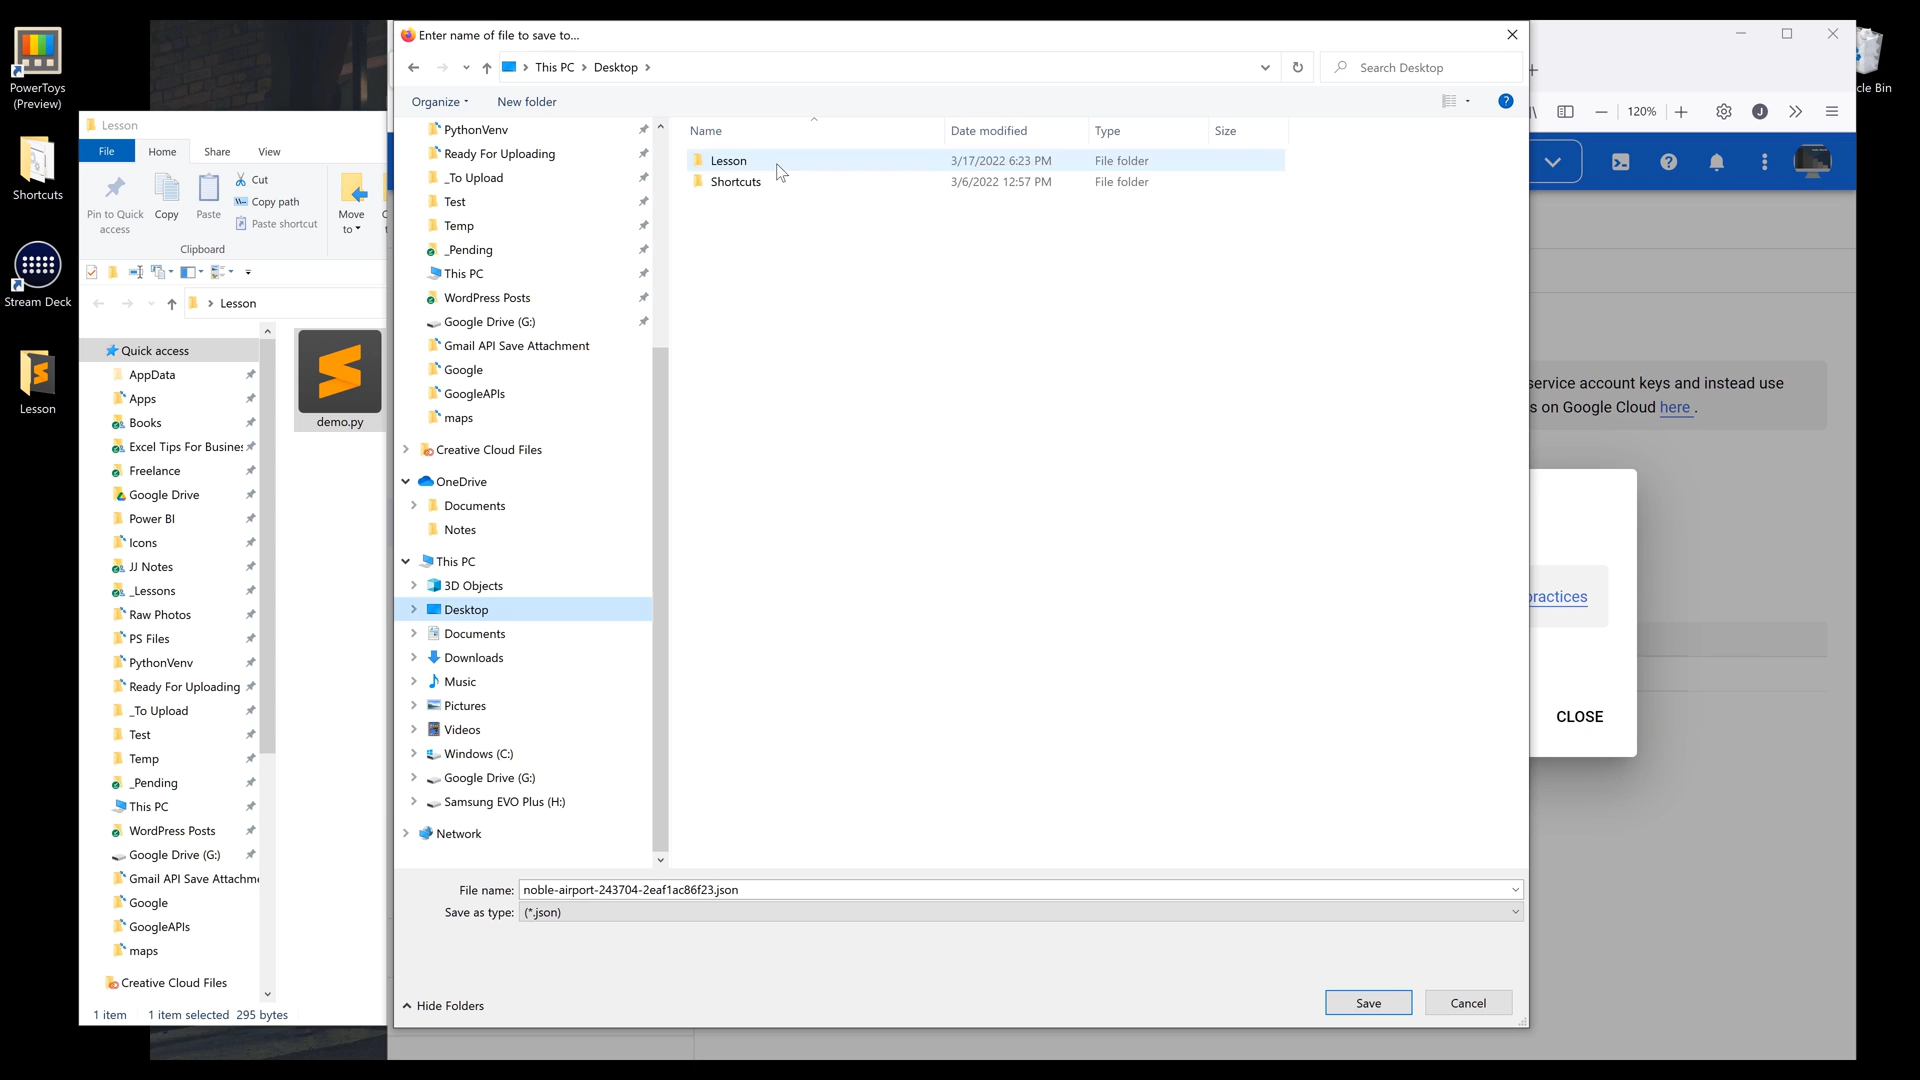 PowerToys
(Preview)
Shortcuts
Stream Deck
Lesson
cle Bin
Lesson
File
Home
Share
View
Pin to Quick
access
Copy
Paste
Cut
Copy path
Paste shortcut
Move
to
Clipboard
Lesson
Quick access
AppData
Apps
Books
Excel Tips For Busines
Freelance
Google Drive
Power BI
Icons
JJ Notes
_Lessons
Raw Photos
PS Files
PythonVenv
Ready For Uploading
_To Upload
Test
Temp
_Pending
This PC
WordPress Posts
Google Drive (G:)
Gmail API Save Attachme
Google
GoogleAPIs
maps
Creative Cloud Files
demo.py
1 item
1 item selected 295 bytes
Enter name of file to save to...
This PC
Desktop
Search Desktop
Organize
New folder
PythonVenv
Ready For Uploading
_To Upload
Test
Temp
_Pending
This PC
WordPress Posts
Google Drive (G:)
Gmail API Save Attachment
Google
GoogleAPIs
maps
Creative Cloud Files
OneDrive
Documents
Notes
This PC
3D Objects
Desktop
Documents
Downloads
Music
Pictures
Videos
Windows (C:)
Google Drive (G:)
Samsung EVO Plus (H:)
Network
Name Date modified Type Size
Lesson 3/17/2022 6:23 PM File folder
Shortcuts 3/6/2022 12:57 PM File folder
File name: noble-airport-243704-2eaf1ac86f23.json
Save as type: (*.json)
Hide Folders
Save
Cancel
120%
J
service account keys and instead use
s on Google Cloud here .
practices
CLOSE